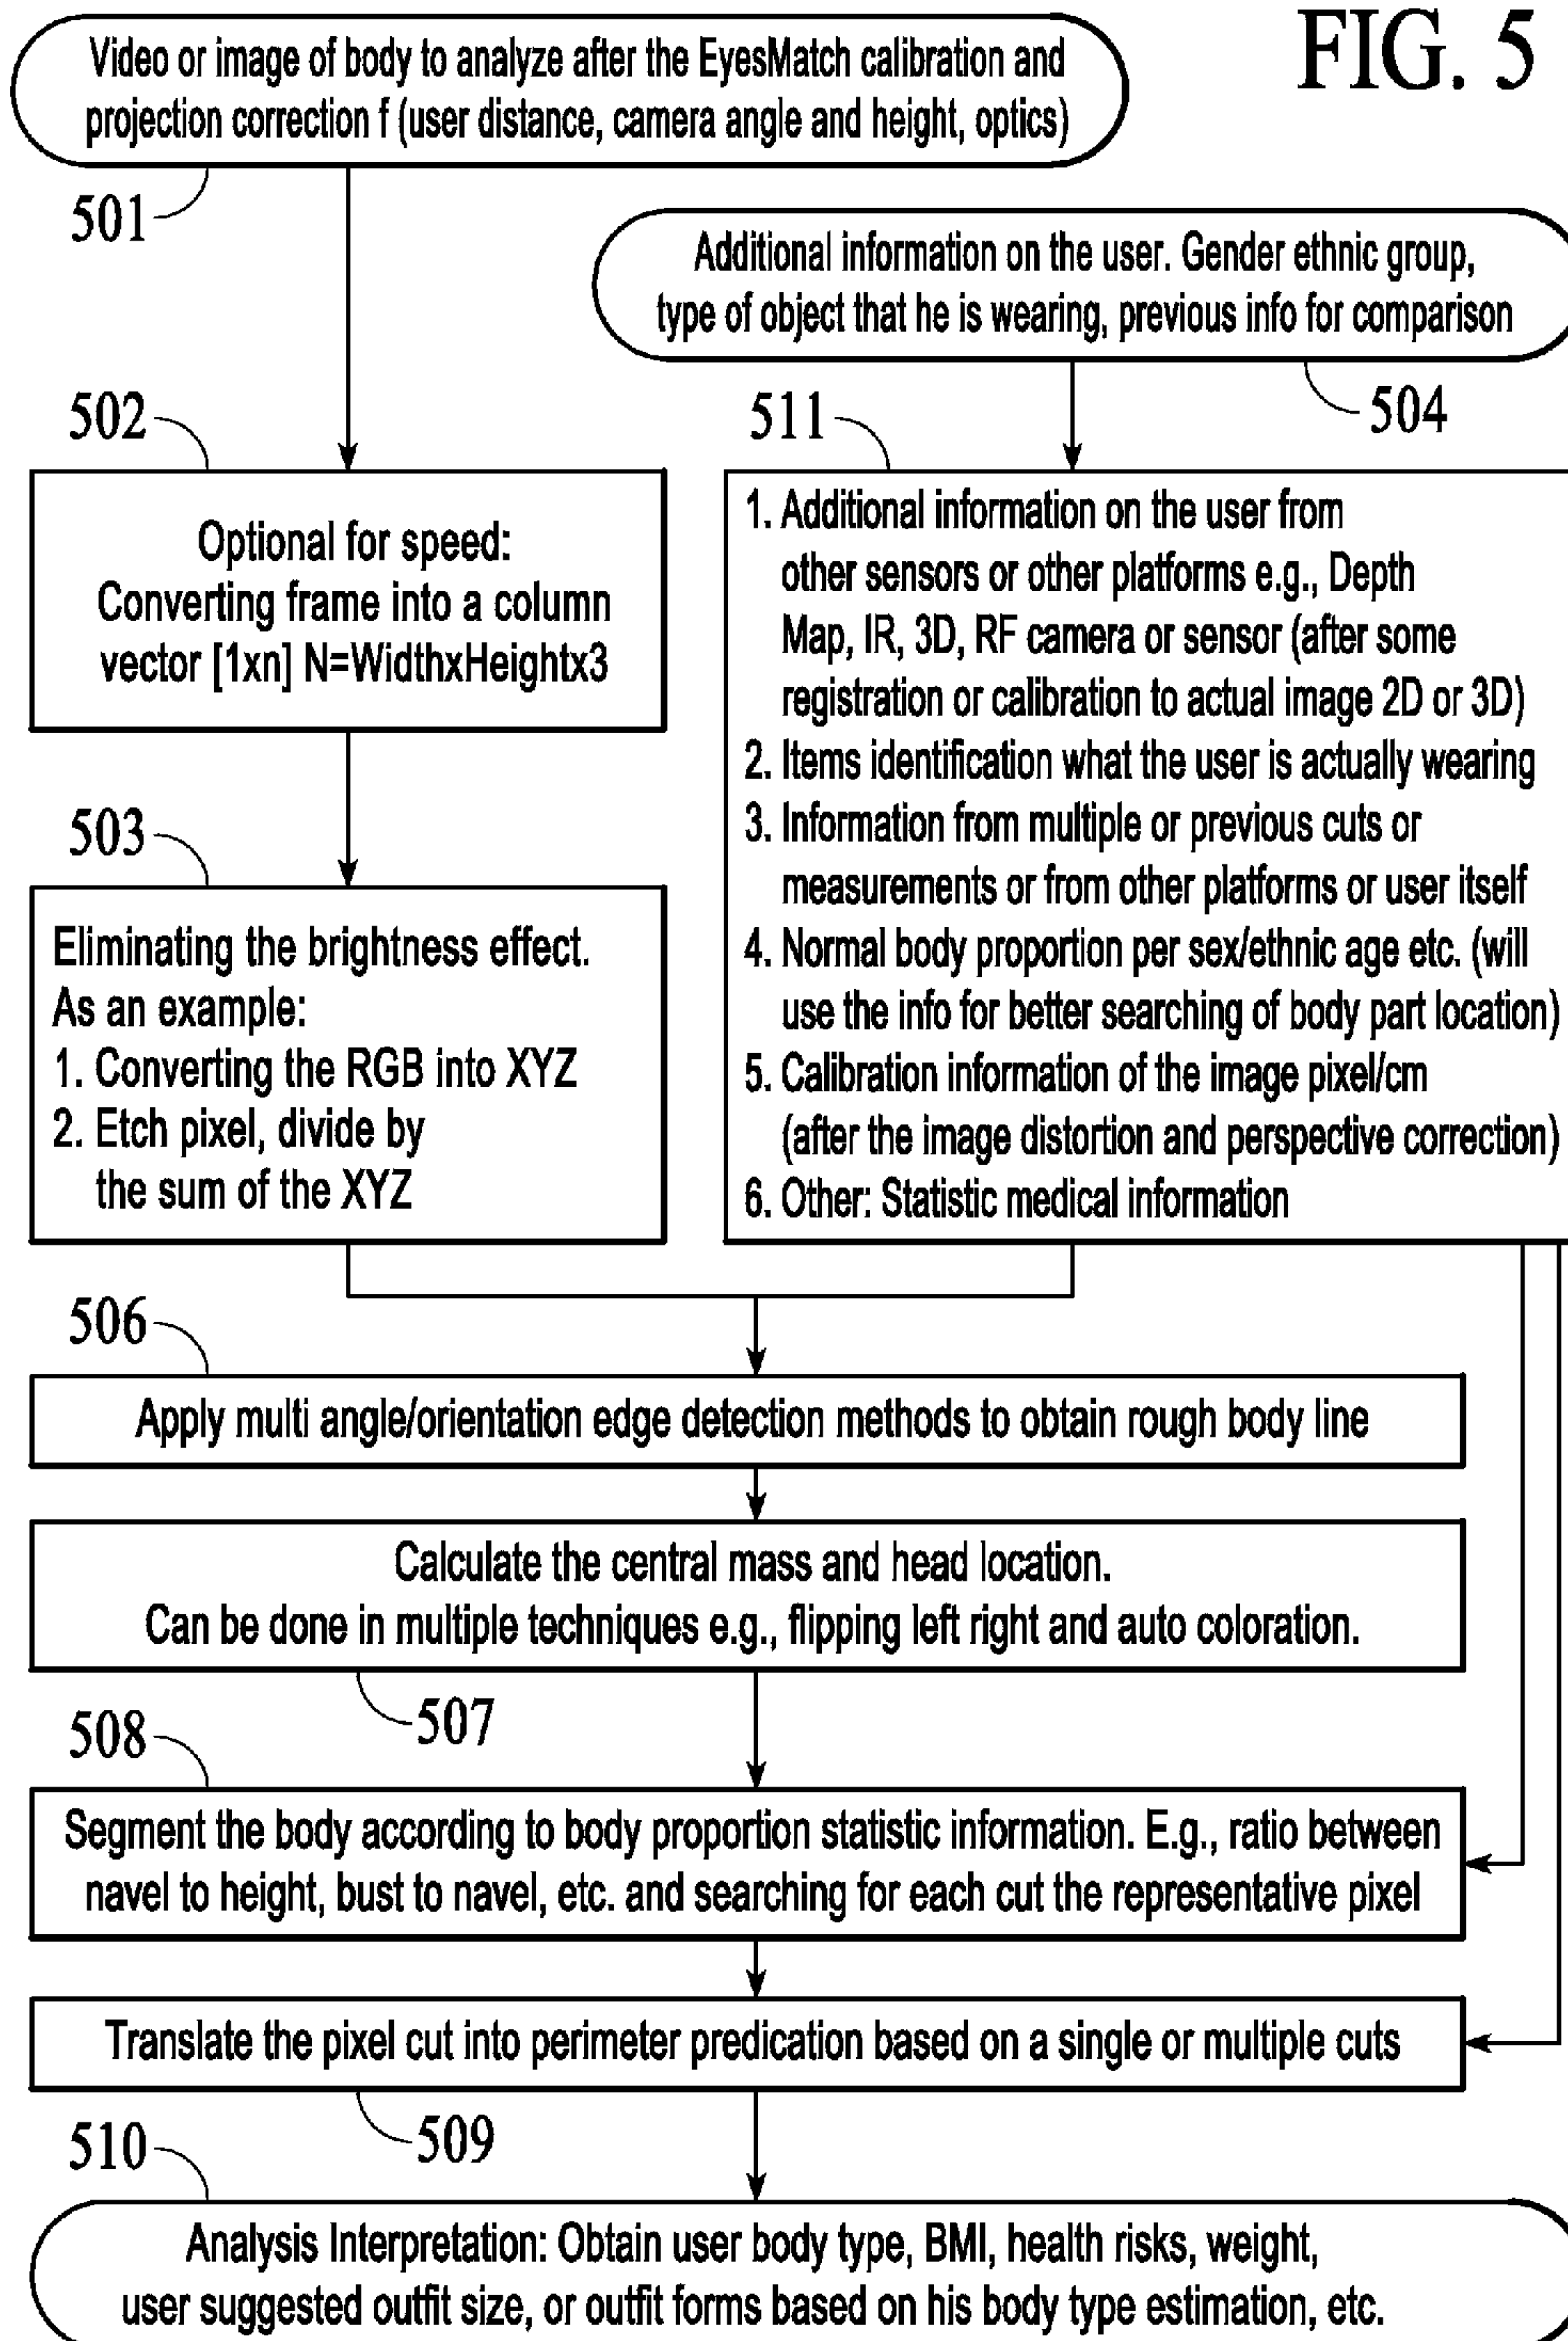 FIG. 5
Video or image of body to analyze after the EyesMatch calibration and
projection correction f (user distance, camera angle and height, optics)
501
Additional information on the user. Gender ethnic group,
type of object that he is wearing, previous info for comparison
504
502
Optional for speed:
Converting frame into a column
vector [1xn] N=WidthxHeightx3
503
Eliminating the brightness effect.
As an example:
1. Converting the RGB into XYZ
2. Etch pixel, divide by
the sum of the XYZ
511
1. Additional information on the user from
other sensors or other platforms e.g., Depth
Map, IR, 3D, RF camera or sensor (after some
registration or calibration to actual image 2D or 3D)
2. Items identification what the user is actually wearing
3. Information from multiple or previous cuts or
measurements or from other platforms or user itself
4. Normal body proportion per sex/ethnic age etc. (will
use the info for better searching of body part location)
5. Calibration information of the image pixel/cm
(after the image distortion and perspective correction)
6. Other: Statistic medical information
506
Apply multi angle/orientation edge detection methods to obtain rough body line
Calculate the central mass and head location.
Can be done in multiple techniques e.g., flipping left right and auto coloration.
507
508
Segment the body according to body proportion statistic information. E.g., ratio between
navel to height, bust to navel, etc. and searching for each cut the representative pixel
Translate the pixel cut into perimeter predication based on a single or multiple cuts
509
510
Analysis Interpretation: Obtain user body type, BMI, health risks, weight,
user suggested outfit size, or outfit forms based on his body type estimation, etc.